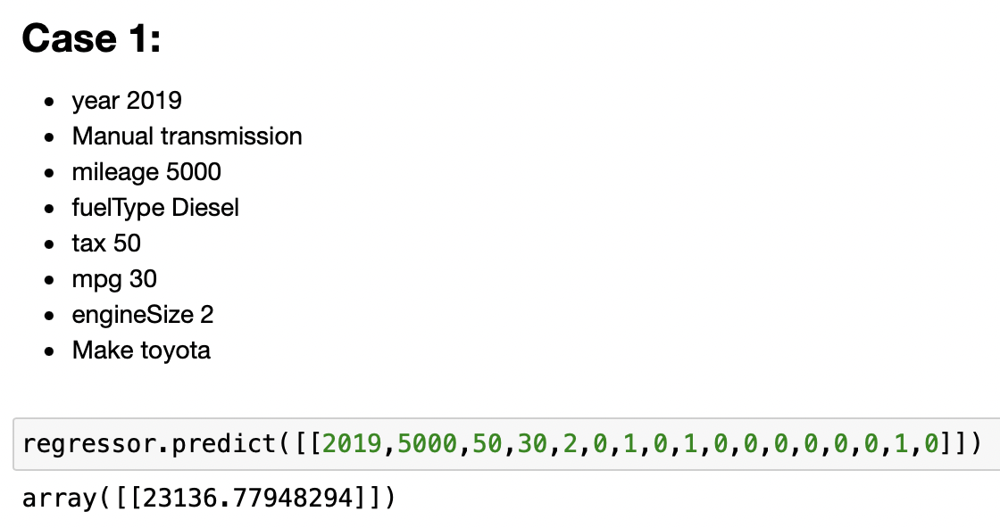 Case 1:
year 2019
Manual transmission
mileage 5000
fuelType Diesel
tax 50
mpg 30
engineSize 2
Make toyota
regressor.predict([[2019,5000,50,30,2,0,1,0,1,0,0,0,0,0,0,1,0]])
array([[23136.77948294]])